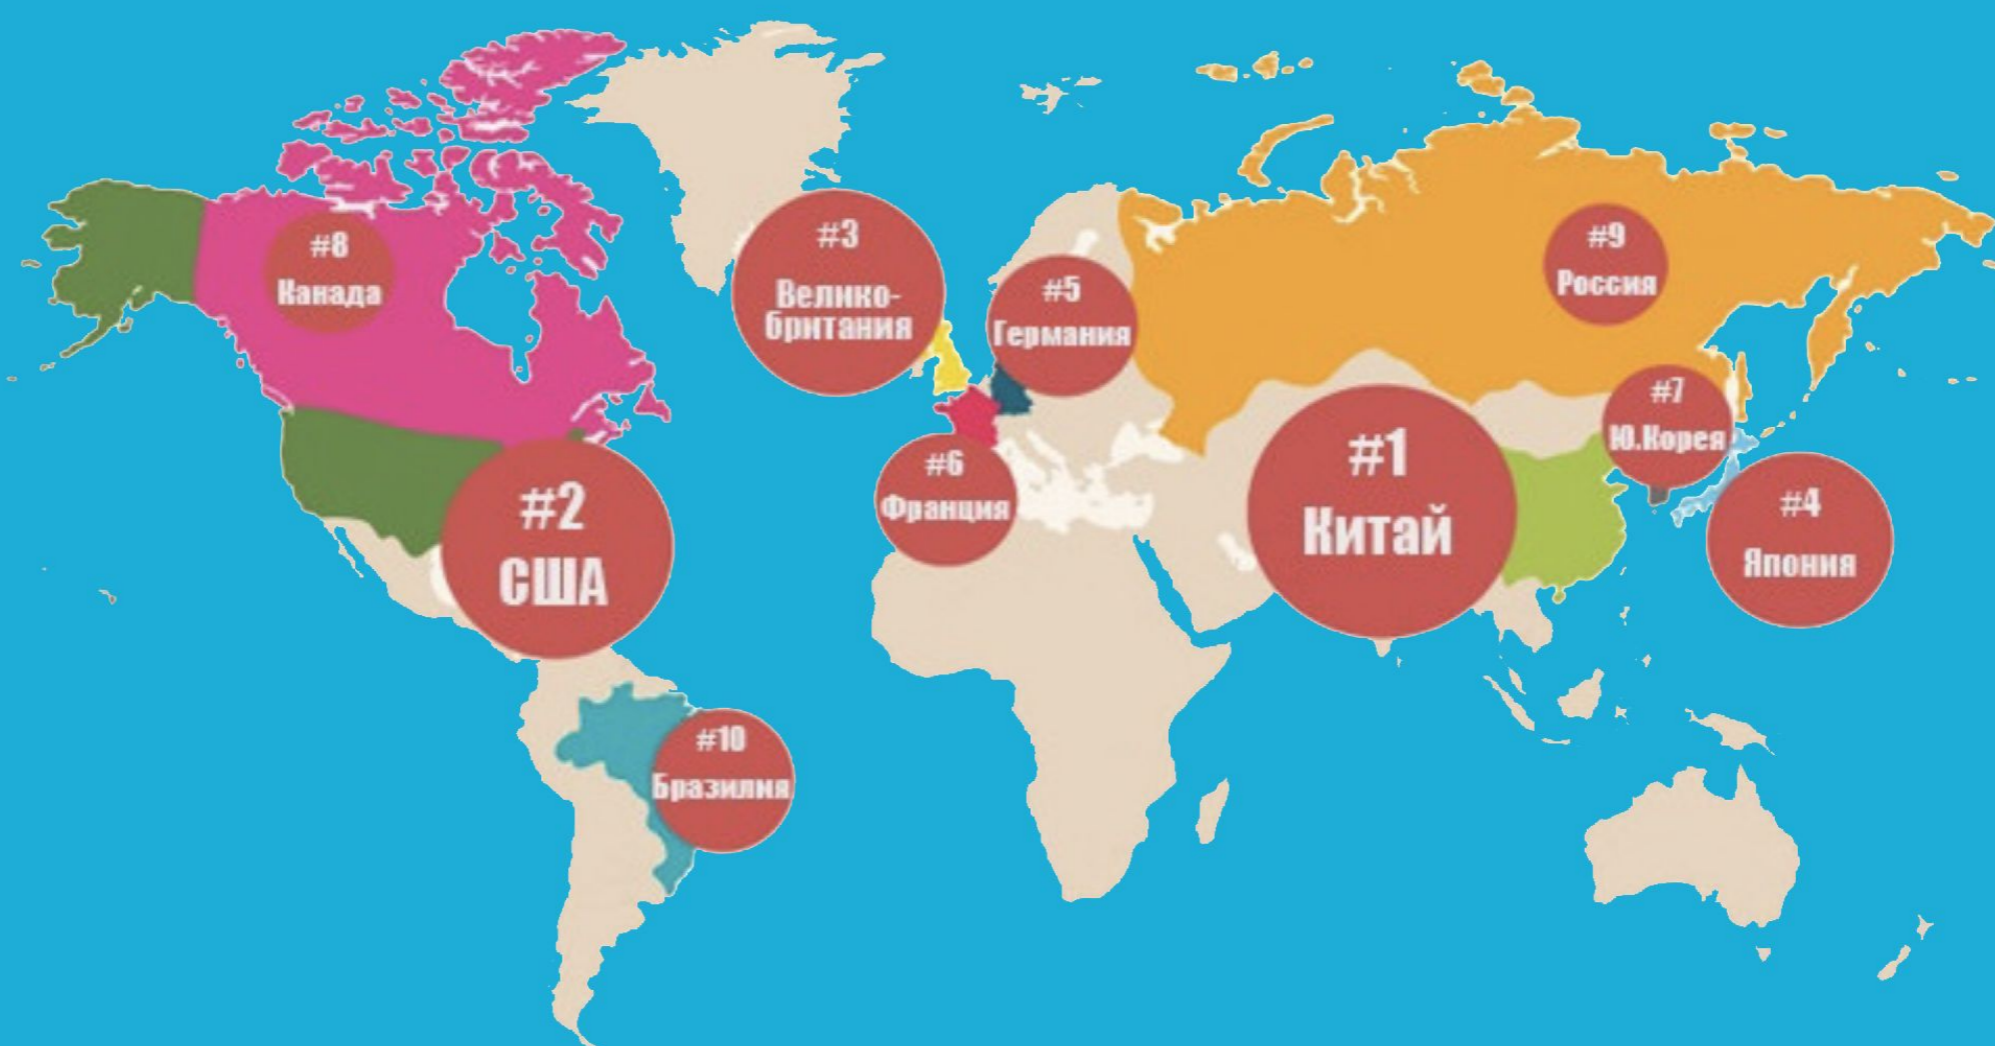 #8
Канада
#3
Велико-
британия
#5
Германия
#9
Россия
#7
Ю.Корея
#1
Китай
#6
Франция
#2
США
#4
Япония
#10
Бразилия